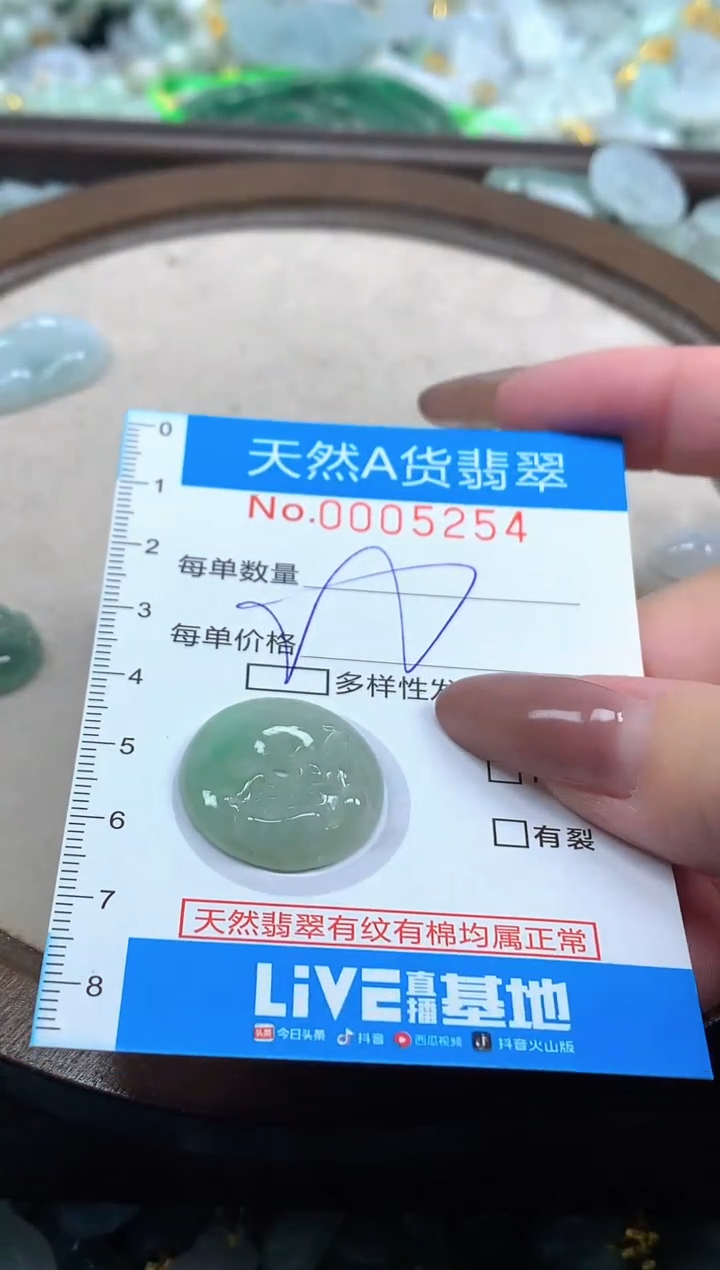 天然A货翡翠
No.0005254
每单数量
每单价格
多样性发
有裂
天然翡翠有纹有棉均属正常
LiVE直播基地
头条 今日头条 抖音 西瓜视频 抖音火山版
0
1
2
3
4
5
6
7
8